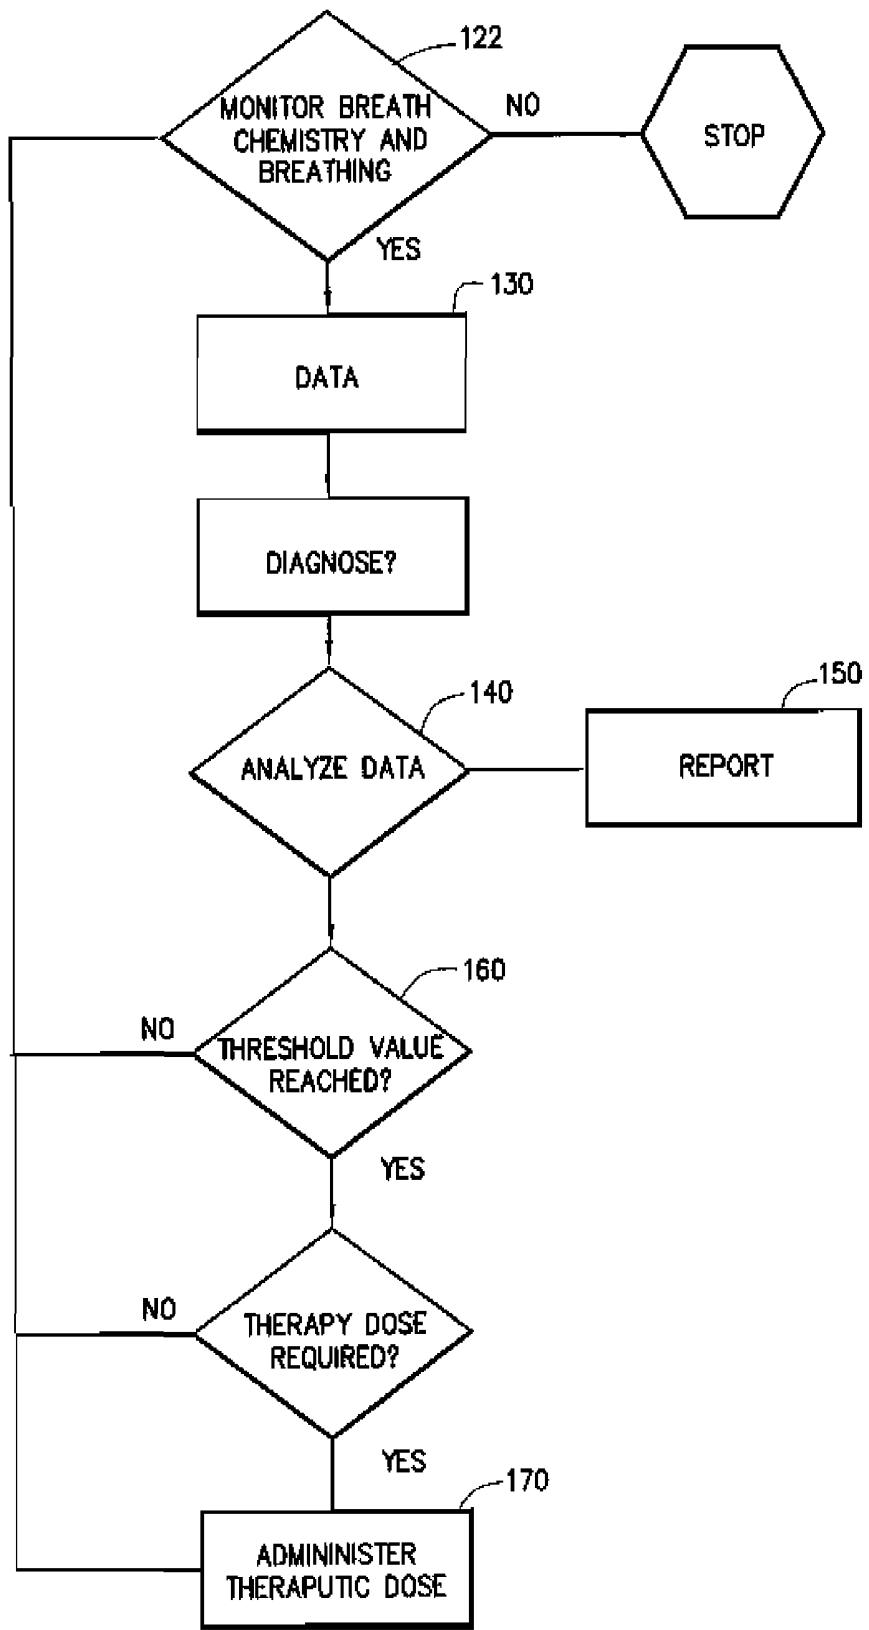 122
MONITOR BREATH
CHEMISTRY AND
BREATHING
NO
STOP
YES
130
DATA
DIAGNOSE?
140
ANALYZE DATA
150
REPORT
160
NO
THRESHOLD VALUE
REACHED?
YES
NO
THERAPY DOSE
REQUIRED?
YES
170
ADMININISTER
THERAPUTIC DOSE